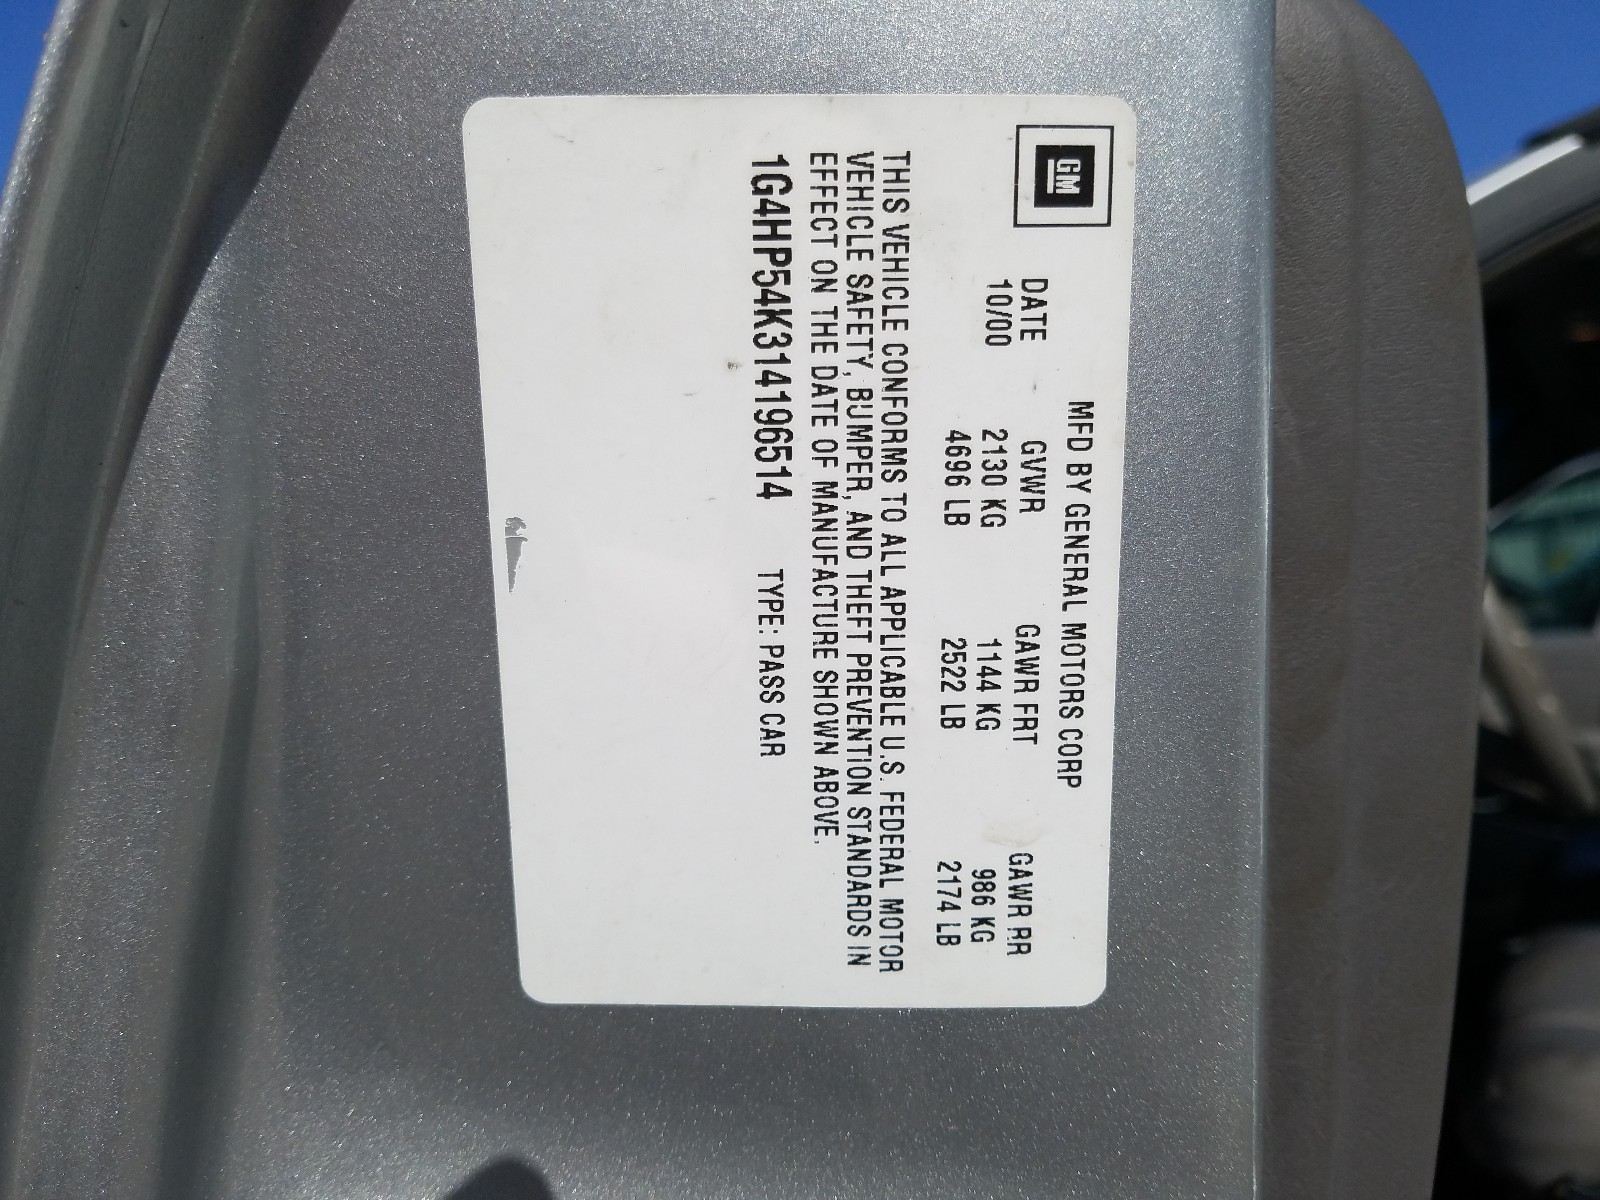 GM
MFD BY GENERAL MOTORS CORP
DATE GVWR GAWR FRT GAWR RR
10/00 2130 KG 1144 KG 986 KG
4696 LB 2522 LB 2174 LB
THIS VEHICLE CONFORMS TO ALL APPLICABLE U.S. FEDERAL MOTOR
VEHICLE SAFETY, BUMPER, AND THEFT PREVENTION STANDARDS IN
EFFECT ON THE DATE OF MANUFACTURE SHOWN ABOVE.
1G4HP54K314196514 TYPE: PASS CAR